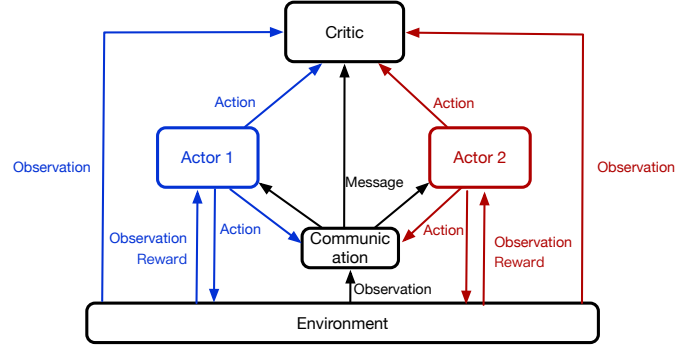 Critic
Action
Action
Actor 1
Actor 2
Observation
Observation
Message
Observation
Reward
Action
Action
Observation
Reward
Communic
ation
Observation
Environment